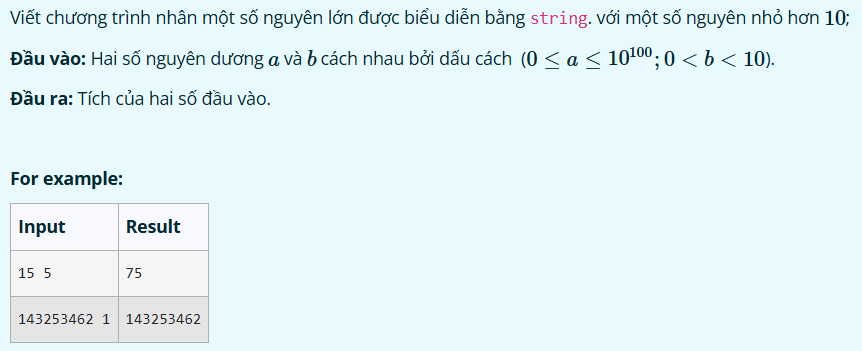 Viết chương trình nhân một số nguyên lớn được biểu diễn bằng string. với một số nguyên nhỏ hơn 10;
Đầu vào: Hai số nguyên dương a và b cách nhau bởi dấu cách (0 ≤ a ≤ 10^100; 0 < b < 10).
Đầu ra: Tích của hai số đầu vào.
For example:
Input Result
15 5 75
143253462 1 143253462